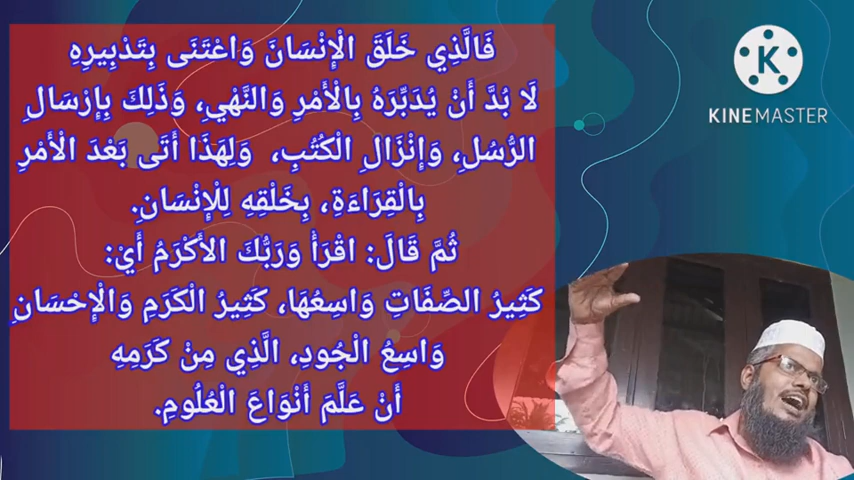 فَالَّذِي خَلَقَ الْإِنْسَانَ وَاعْتَنَى بِتَدْبِيرِهِ
لَا بُدَّ أَنْ يُدَبِّرَهُ بِالْأَمْرِ وَالنَّهْيِ، وَذَلِكَ بِإِرْسَالِ
الرُّسُلِ، وَإِنْزَالِ الْكُتُبِ، وَلِهَذَا أَتَى بَعْدَ الْأَمْرِ
بِالْقِرَاءَةِ، بِخَلْقِهِ لِلْإِنْسَانِ.
ثُمَّ قَالَ: اقْرَأْ وَرَبُّكَ الأَكْرَمُ أَيْ:
كَثِيرُ الصِّفَاتِ وَاسِعُهَا، كَثِيرُ الْكَرَمِ وَالْإِحْسَانِ
وَاسِعُ الْجُودِ، الَّذِي مِنْ كَرَمِهِ
أَنْ عَلَّمَ أَنْوَاعَ الْعُلُومِ.
K
KINEMASTER